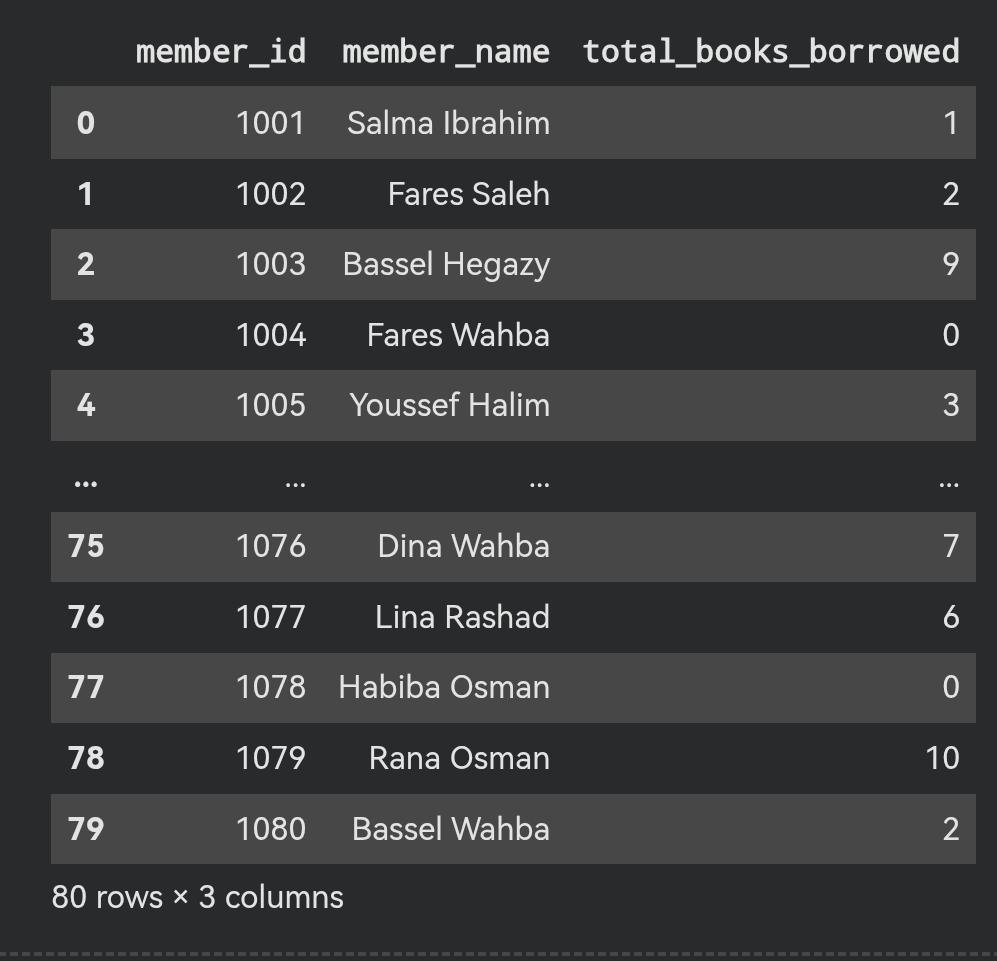 member_id member_name total_books_borrowed
0 1001 Salma Ibrahim 1
1 1002 Fares Saleh 2
2 1003 Bassel Hegazy 9
3 1004 Fares Wahba 0
4 1005 Youssef Halim 3
... ... ... ...
75 1076 Dina Wahba 7
76 1077 Lina Rashad 6
77 1078 Habiba Osman 0
78 1079 Rana Osman 10
79 1080 Bassel Wahba 2
80 rows × 3 columns